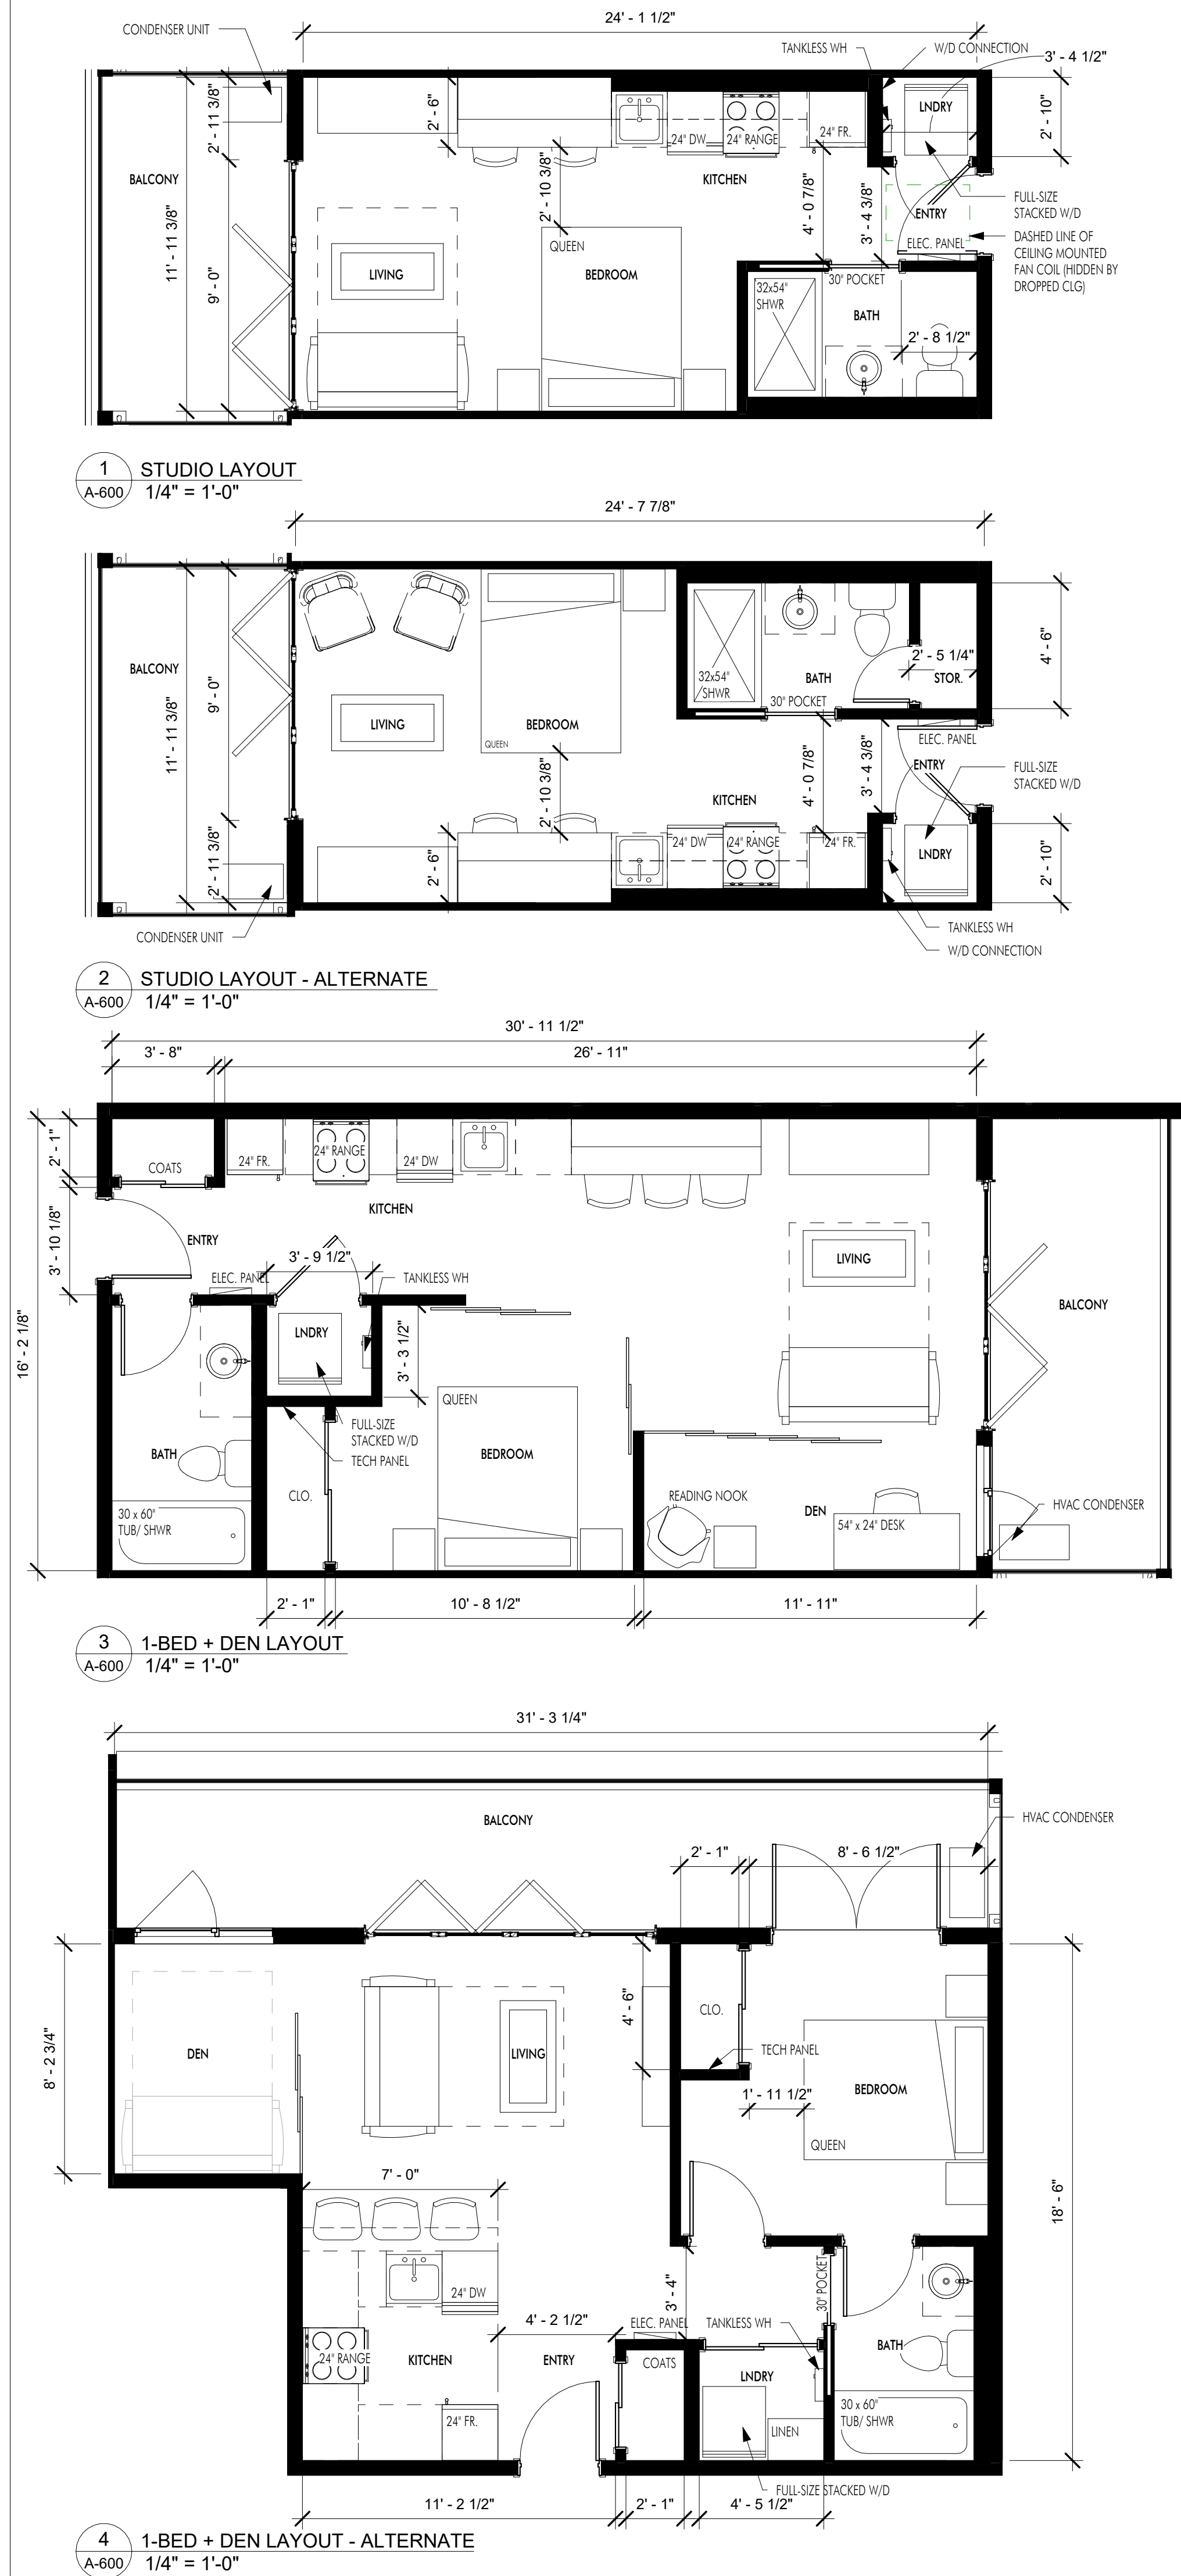 24' - 1 1/2"
CONDENSER UNIT
TANKLESS WH
W/D CONNECTION
3' - 4 1/2"
2' - 11 3/8"
2' - 6"
LNDRY
2' - 10"
24" DW
24" RANGE
24" FR.
BALCONY
KITCHEN
2' - 10 3/8"
4' - 0 7/8"
3' - 4 3/8"
FULL-SIZE
STACKED W/D
ENTRY
11' - 11 3/8"
9' - 0"
QUEEN
ELEC. PANEL
DASHED LINE OF
CEILING MOUNTED
FAN COIL (HIDDEN BY
DROPPED CLG)
LIVING
BEDROOM
30" POCKET
32x54"
SHWR
BATH
2' - 8 1/2"
1
A-600
STUDIO LAYOUT
1/4" = 1'-0"
24' - 7 7/8"
BALCONY
11' - 11 3/8"
9' - 0"
4' - 6"
2' - 5 1/4"
32x54"
SHWR
BATH
STOR.
30" POCKET
LIVING
BEDROOM
QUEEN
ELEC. PANEL
ENTRY
FULL-SIZE
STACKED W/D
2' - 10 3/8"
4' - 0 7/8"
3' - 4 3/8"
KITCHEN
24" DW
24" RANGE
24" FR.
2' - 11 3/8"
2' - 6"
LNDRY
2' - 10"
CONDENSER UNIT
TANKLESS WH
W/D CONNECTION
2
A-600
STUDIO LAYOUT - ALTERNATE
1/4" = 1'-0"
30' - 11 1/2"
3' - 8"
26' - 11"
2' - 1"
COATS
24" FR.
24" RANGE
24" DW
KITCHEN
3' - 10 1/8"
ENTRY
3' - 9 1/2"
ELEC. PANEL
TANKLESS WH
LIVING
BALCONY
16' - 2 1/8"
LNDRY
3' - 3 1/2"
QUEEN
FULL-SIZE
STACKED W/D
TECH PANEL
BATH
BEDROOM
CLO.
READING NOOK
DEN
54" x 24" DESK
HVAC CONDENSER
30 x 60"
TUB/ SHWR
2' - 1"
10' - 8 1/2"
11' - 11"
3
A-600
1-BED + DEN LAYOUT
1/4" = 1'-0"
31' - 3 1/4"
BALCONY
HVAC CONDENSER
2' - 1"
8' - 6 1/2"
8' - 2 3/4"
4' - 6"
CLO.
DEN
LIVING
TECH PANEL
BEDROOM
1' - 11 1/2"
QUEEN
7' - 0"
18' - 6"
24" DW
3' - 4"
30" POCKET
4' - 2 1/2"
ELEC. PANEL
TANKLESS WH
24" RANGE
KITCHEN
ENTRY
COATS
LNDRY
BATH
24" FR.
LINEN
30 x 60"
TUB/ SHWR
FULL-SIZE STACKED W/D
11' - 2 1/2"
2' - 1"
4' - 5 1/2"
4
A-600
1-BED + DEN LAYOUT - ALTERNATE
1/4" = 1'-0"